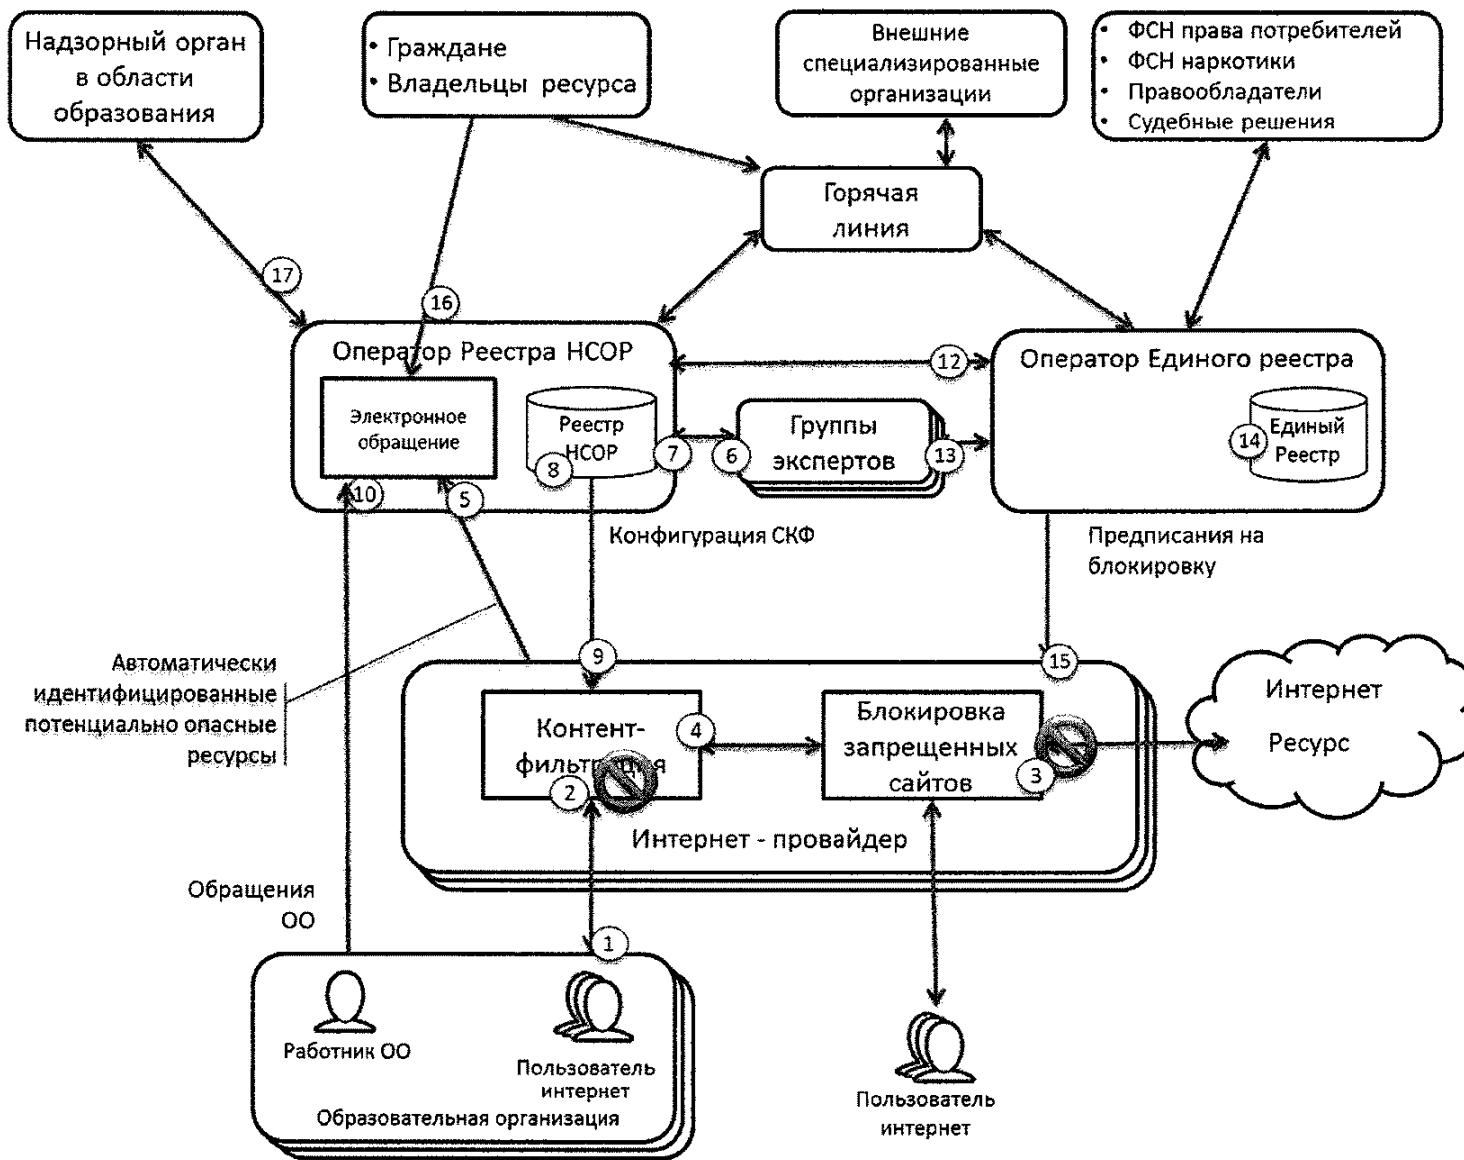 Надзорный орган
в области
образования
• Граждане
• Владельцы ресурса
Внешние
специализированные
организации
• ФСН права потребителей
• ФСН наркотики
• Правообладатели
• Судебные решения
Горячая
линия
17
16
Оператор Реестра НСОР
12
Оператор Единого реестра
Электронное
обращение
Реестр
НСОР
8
7
6
Группы
экспертов
13
14
Единый
Реестр
10
5
Конфигурация СКФ
Предписания на
блокировку
Автоматически
идентифицированные
потенциально опасные
ресурсы
9
15
Контент-
фильтрация
4
2
Блокировка
запрещенных
сайтов
3
Интернет
Ресурс
Интернет - провайдер
Обращения
ОО
1
Работник ОО
Пользователь
интернет
Образовательная организация
Пользователь
интернет